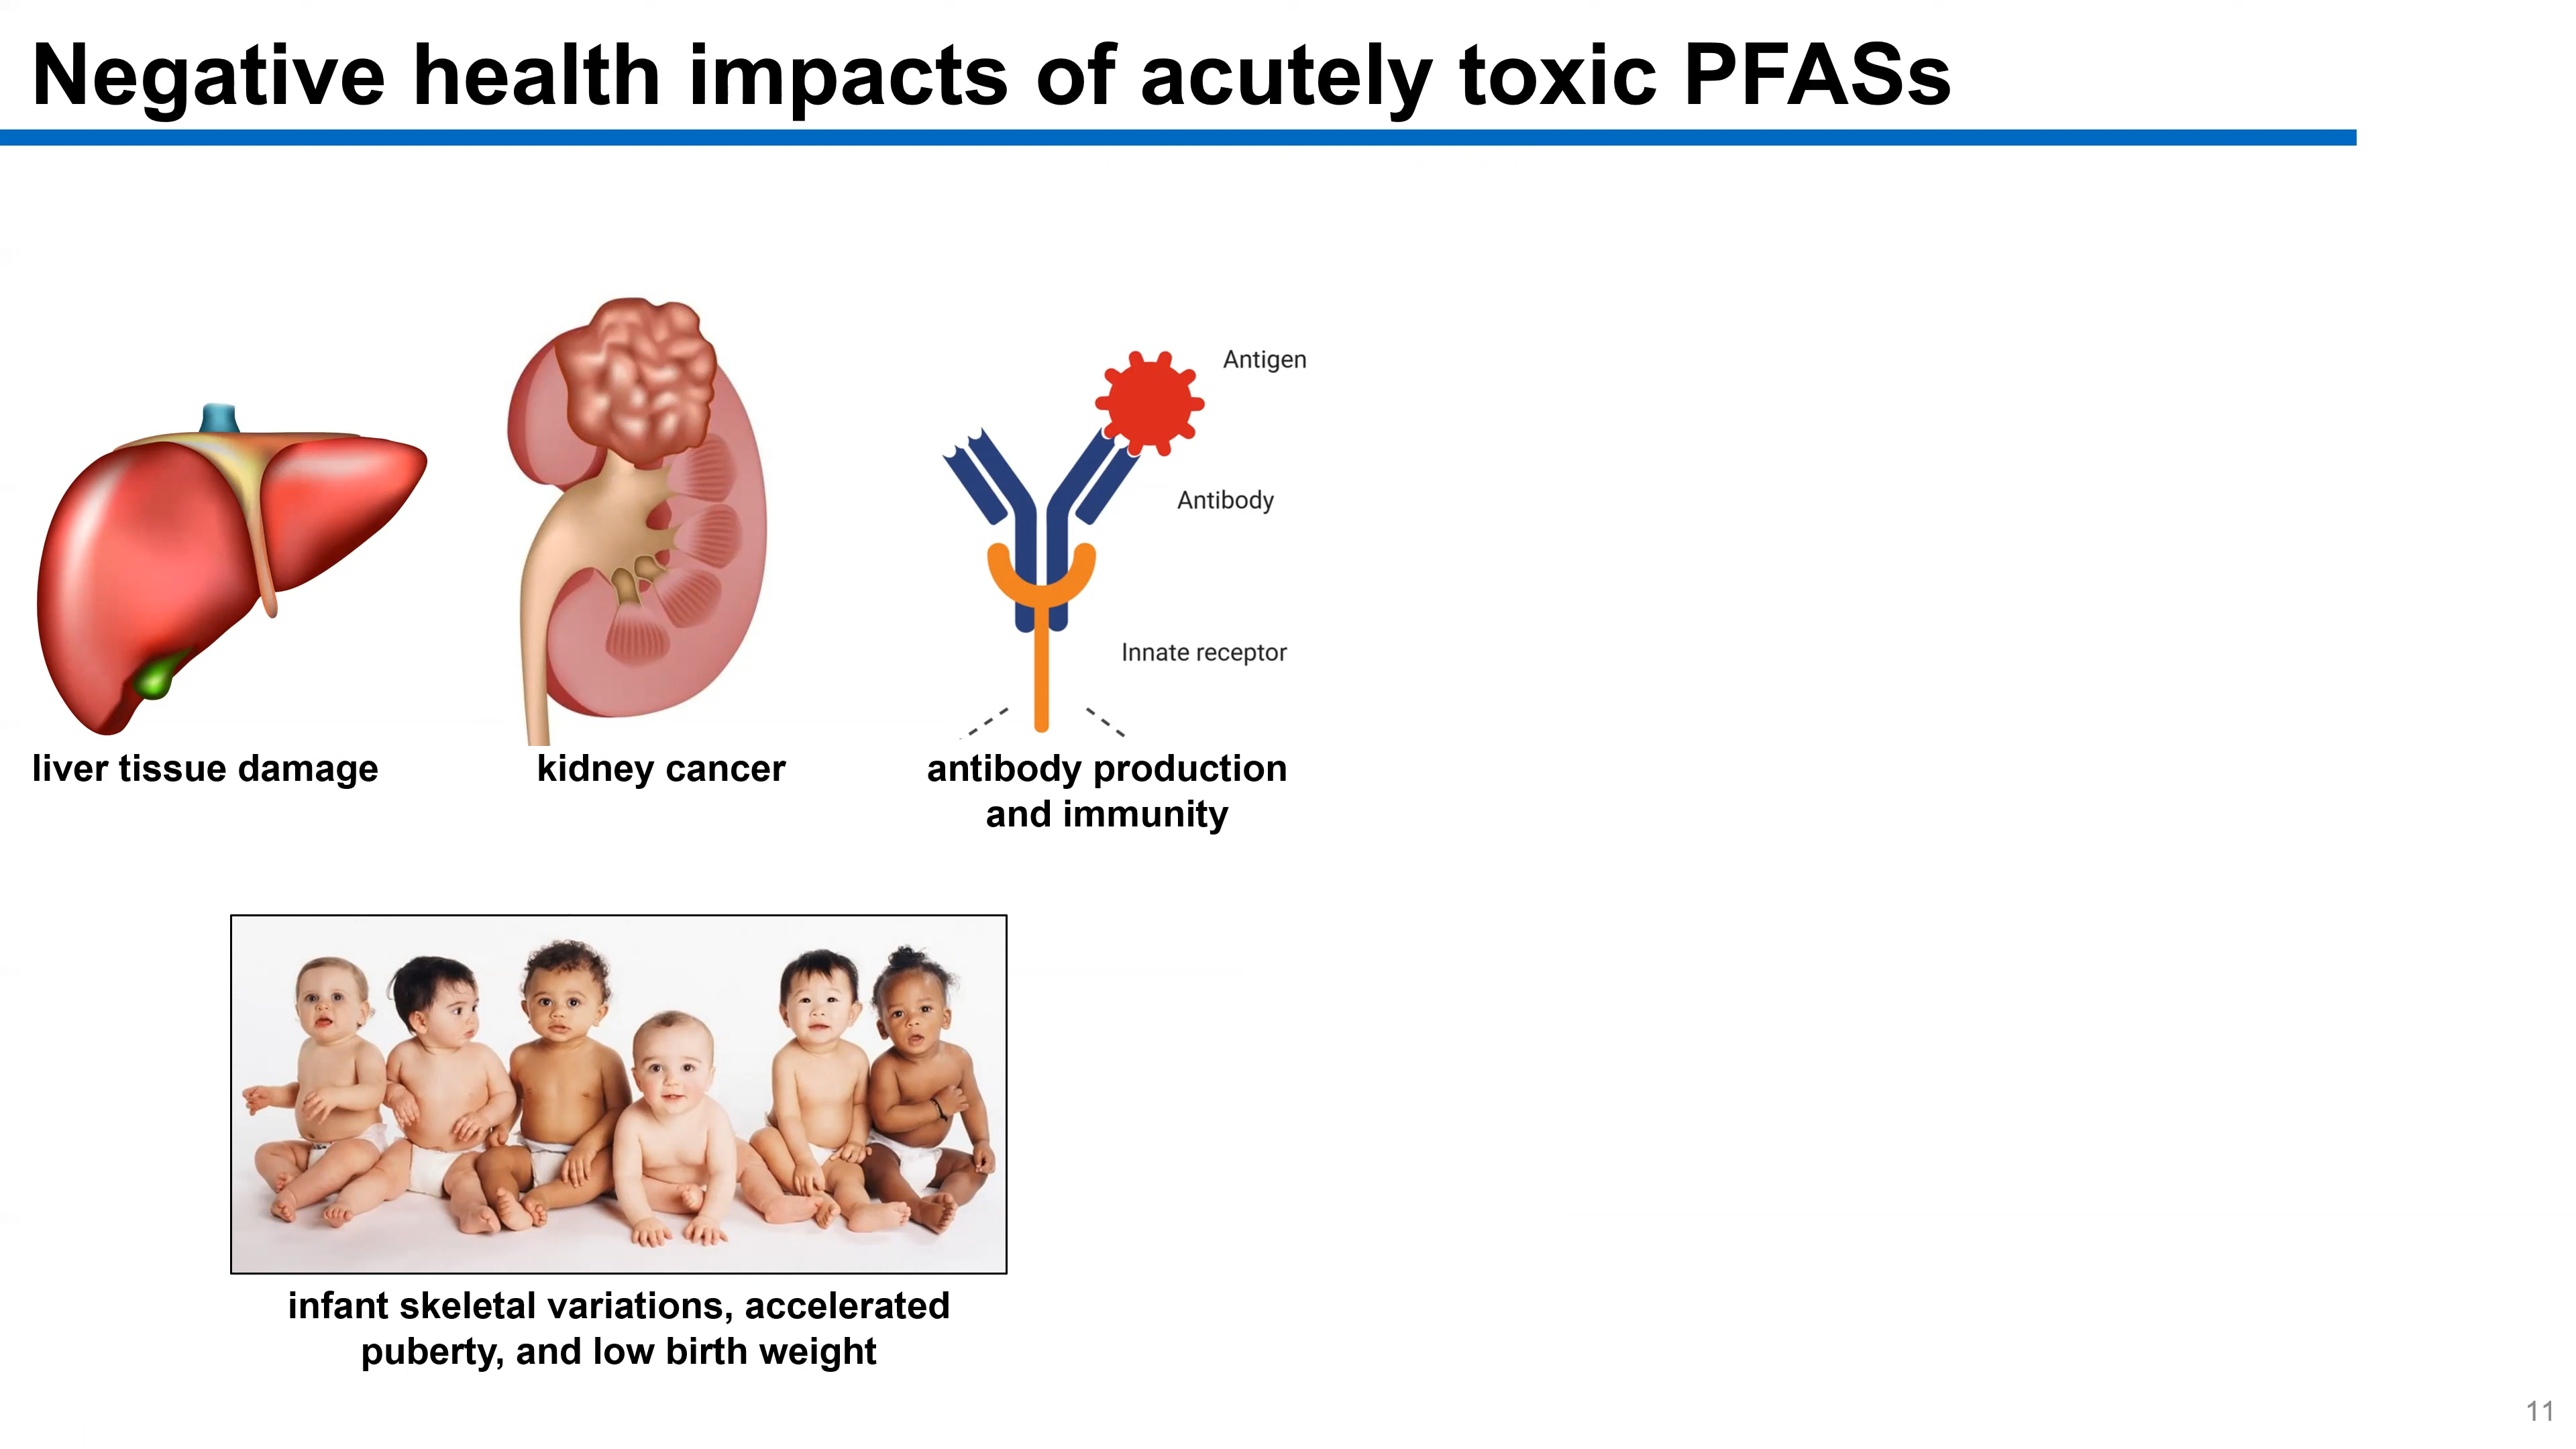 Negative health impacts of acutely toxic PFASs
Antigen
Antibody
Innate receptor
liver tissue damage
kidney cancer
antibody production
and immunity
infant skeletal variations, accelerated
puberty, and low birth weight
11